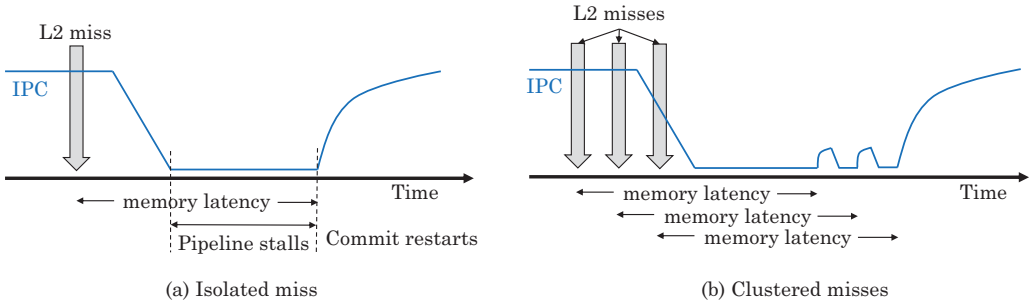 L2 miss
IPC
Time
memory latency
Pipeline stalls
Commit restarts
(a) Isolated miss
L2 misses
IPC
Time
memory latency
memory latency
memory latency
(b) Clustered misses